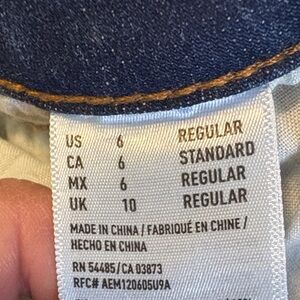 US 6 REGULAR
CA 6 STANDARD
MX 6 REGULAR
UK 10 REGULAR
MADE IN CHINA / FABRIQUÉ EN CHINE /
HECHO EN CHINA
RN 54485/CA 03873
RFC# AEM120605U9A